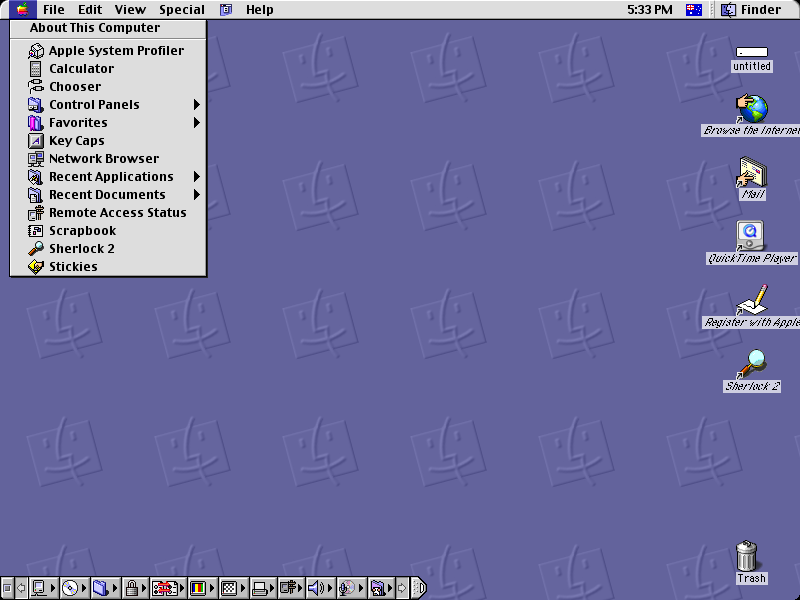 File Edit View Special Help 5:33 PM Finder
About This Computer
Apple System Profiler
Calculator
Chooser
Control Panels
Favorites
Key Caps
Network Browser
Recent Applications
Recent Documents
Remote Access Status
Scrapbook
Sherlock 2
Stickies
untitled
Browse the Internet
Mail
QuickTime Player
Register with Apple
Sherlock 2
Trash